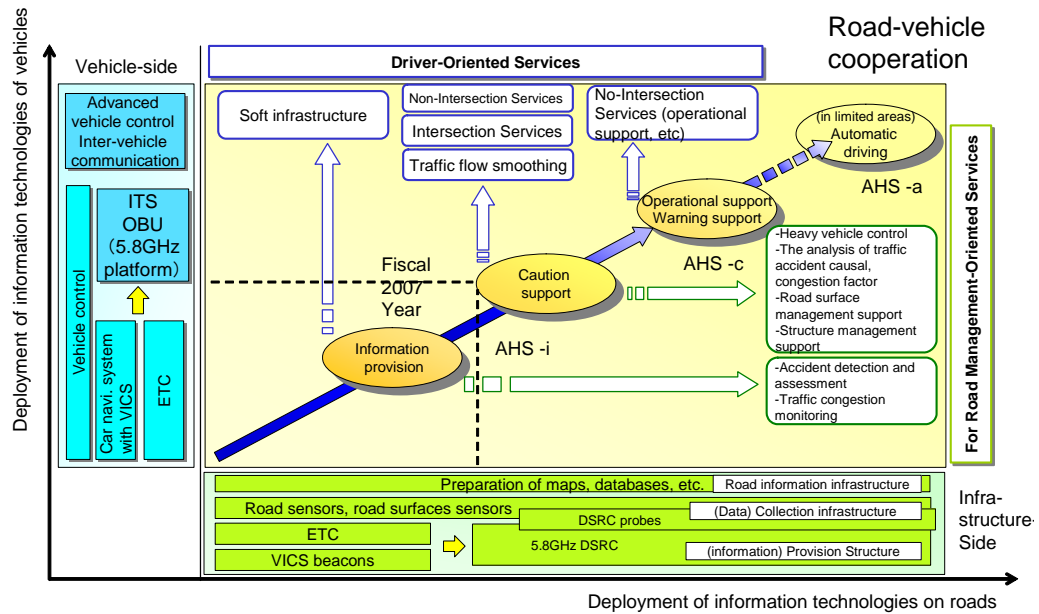 Road-vehicle
cooperation
Driver-Oriented Services
Vehicle-side
Deployment of information technologies of vehicles
Advanced
vehicle control
Inter-vehicle
communication
ITS
OBU
(5.8GHz
platform)
Vehicle control
Car navi. system
with VICS
ETC
Soft infrastructure
Non-Intersection Services
Intersection Services
Traffic flow smoothing
No-Intersection
Services (operational
support, etc)
(in limited areas)
Automatic
driving
AHS -a
Operational support
Warning support
AHS -c
Fiscal
2007
Year
Caution
support
AHS -i
Information
provision
-Heavy vehicle control
-The analysis of traffic
accident causal,
congestion factor
-Road surface
management support
-Structure management
support
-Accident detection and
assessment
-Traffic congestion
monitoring
For Road Management-Oriented Services
Preparation of maps, databases, etc.
Road information infrastructure
Road sensors, road surfaces sensors
(Data) Collection infrastructure
DSRC probes
ETC
5.8GHz DSRC
VICS beacons
(information) Provision Structure
Infra-
structure-
Side
Deployment of information technologies on roads